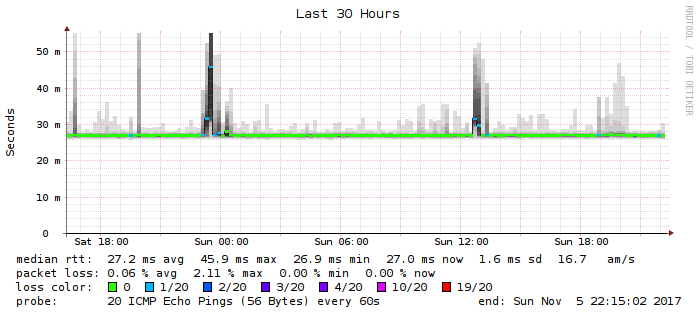 Last 30 Hours
RRDTOOL / TOBI OETIKER
Seconds
50 m
40 m
30 m
20 m
10 m
0
Sat 18:00 Sun 00:00 Sun 06:00 Sun 12:00 Sun 18:00
median rtt: 27.2 ms avg 45.9 ms max 26.9 ms min 27.0 ms now 1.6 ms sd 16.7 am/s
packet loss: 0.06 % avg 2.11 % max 0.00 % min 0.00 % now
loss color: 0 1/20 2/20 3/20 4/20 10/20 19/20
probe: 20 ICMP Echo Pings (56 Bytes) every 60s end: Sun Nov 5 22:15:02 2017